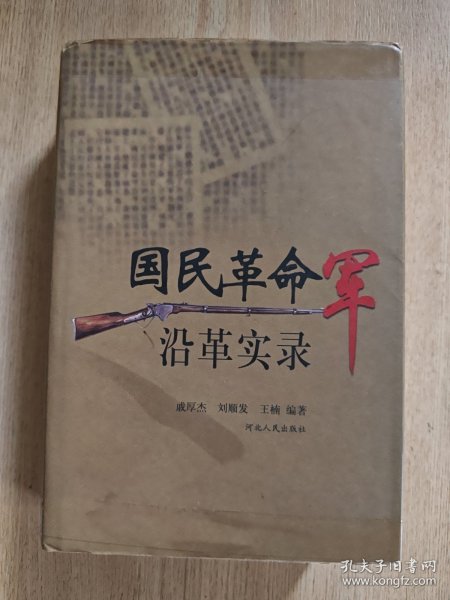 国民革命军
沿革实录
戚厚杰 刘顺发 王楠 编著
河北人民出版社
孔夫子旧书网
www.kongfz.com